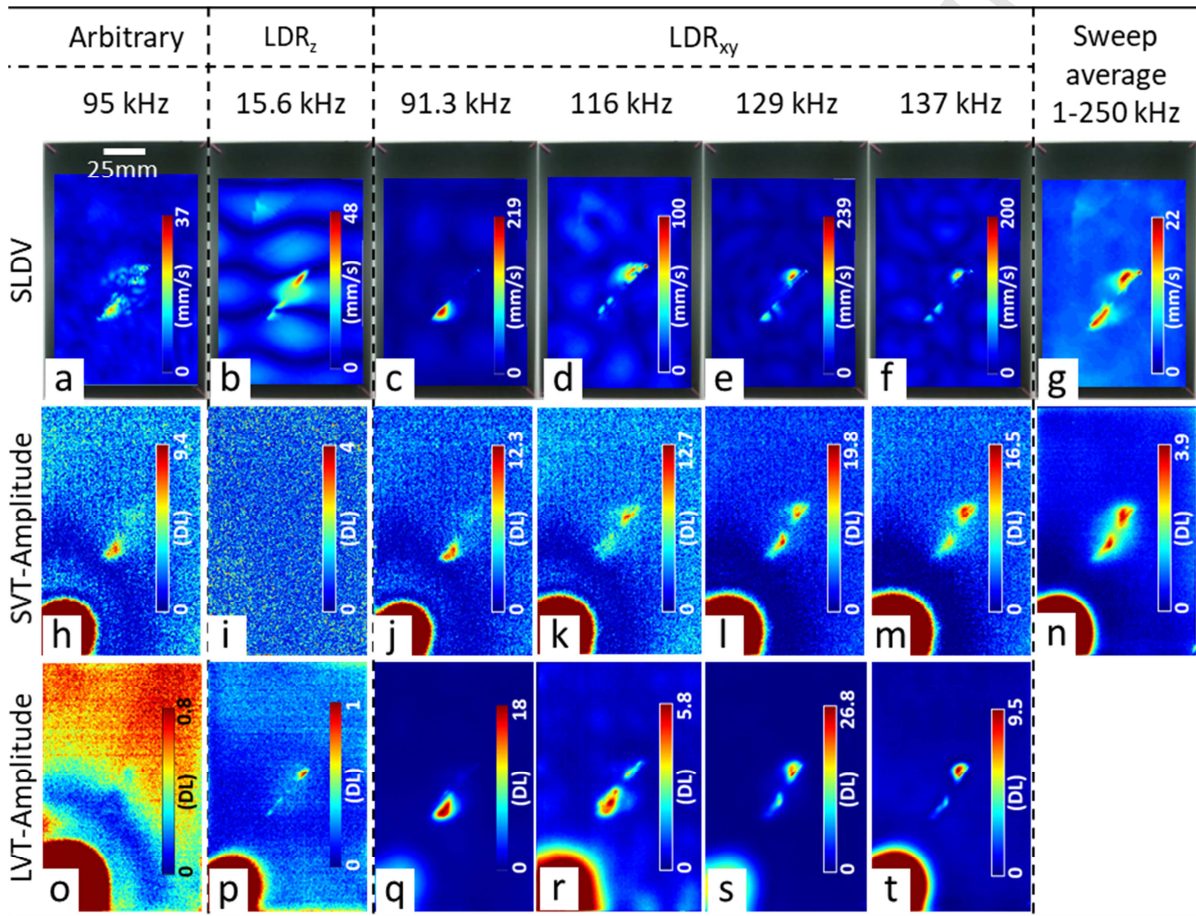 Arbitrary LDRz LDRxy Sweep average 1-250 kHz
95 kHz 15.6 kHz 91.3 kHz 116 kHz 129 kHz 137 kHz
SLDV
25mm
37 (mm/s) 0 a
48 (mm/s) 0 b
219 (mm/s) 0 c
100 (mm/s) 0 d
239 (mm/s) 0 e
200 (mm/s) 0 f
22 (mm/s) 0 g
SVT-Amplitude
9.4 (DL) 0 h
4 (DL) 0 i
12.3 (DL) 0 j
12.7 (DL) 0 k
19.8 (DL) 0 l
16.5 (DL) 0 m
3.9 (DL) 0 n
LVT-Amplitude
0.8 (DL) 0 o
1 (DL) 0 p
18 (DL) 0 q
5.8 (DL) 0 r
26.8 (DL) 0 s
9.5 (DL) 0 t